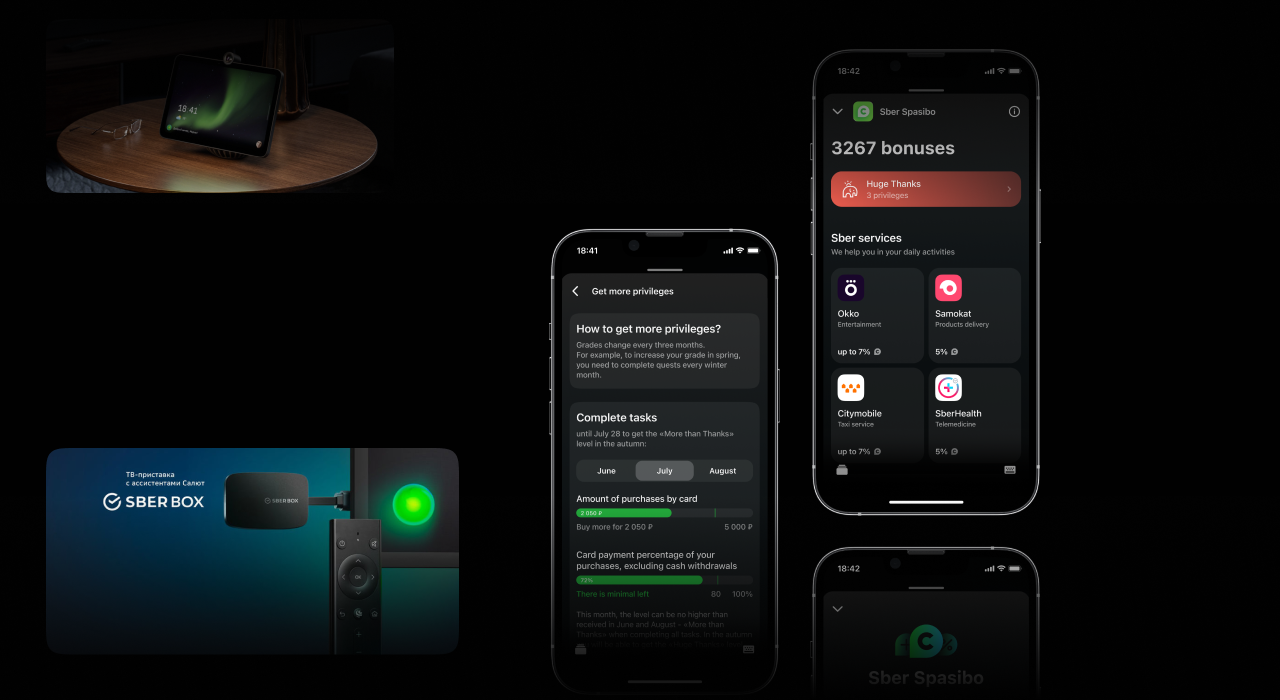 18:41
ТВ-приставка
с ассистентами Салют
SBER BOX
SBER BOX
OK
18:41
Get more privileges
How to get more privileges?
Grades change every three months.
For example, to increase your grade in spring,
you need to complete quests every winter
month.
Complete tasks
until July 28 to get the «More than Thanks»
level in the autumn:
June
July
August
Amount of purchases by card
2 050 ₽
Buy more for 2 050 ₽
5 000 ₽
Card payment percentage of your
purchases, excluding cash withdrawals
72%
There is minimal left
80
100%
This month, the level can be no higher than
received in June and August - «More than
Thanks» when completing all tasks. In the autumn
18:42
Sber Spasibo
3267 bonuses
Huge Thanks
3 privileges
Sber services
We help you in your daily activities
Okko
Entertainment
up to 7%
Samokat
Products delivery
5%
Citymobile
Taxi service
up to 7%
SberHealth
Telemedicine
5%
18:42
Sber Spasibo